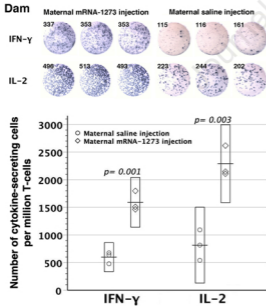 Dam
Maternal mRNA-1273 injection Maternal saline injection
IFN-γ 337 353 353 115 116 161
IL-2 496 513 493 223 244 202
Number of cytokine-secreting cells
per million T-cells
3000
2500
2000
1500
1000
500
0
○ Maternal saline injection
◇ Maternal mRNA-1273 injection
p= 0.001
p= 0.003
IFN-γ IL-2